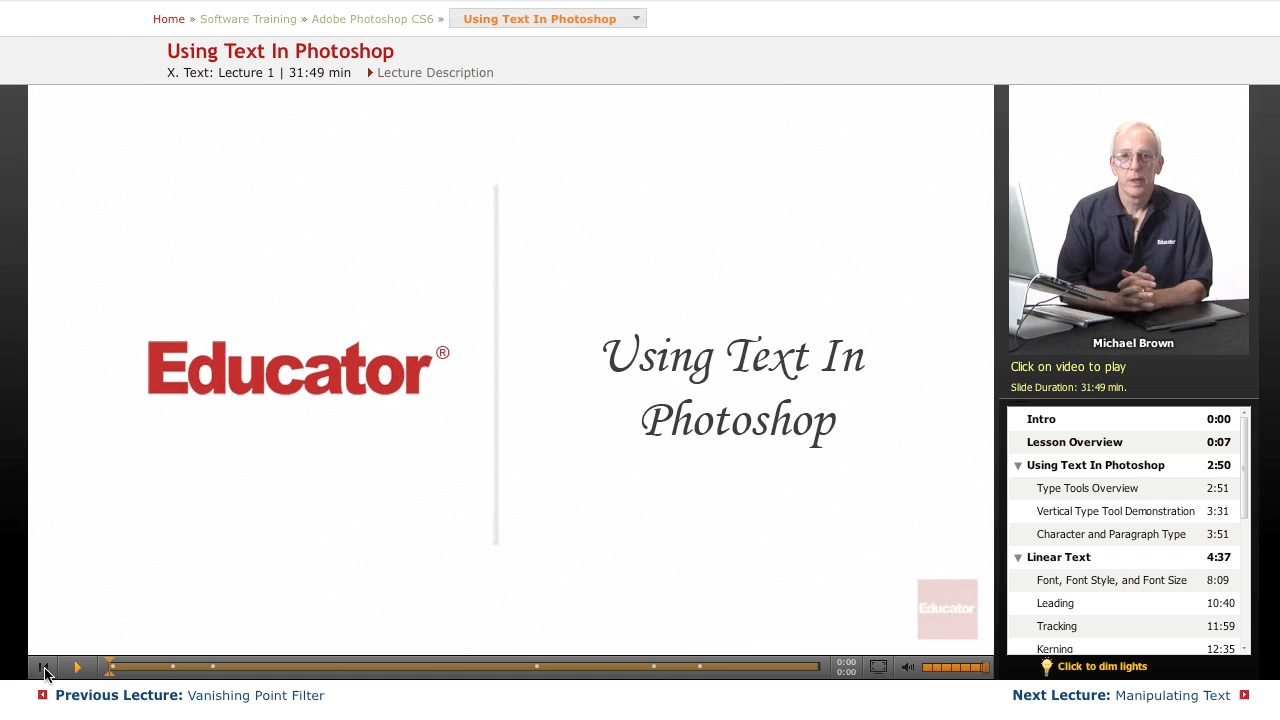 Home » Software Training » Adobe Photoshop CS6 » Using Text In Photoshop
Using Text In Photoshop
X. Text: Lecture 1 | 31:49 min Lecture Description
Educator®
Using Text In
Photoshop
Educator
Educator
Michael Brown
Click on video to play
Slide Duration: 31:49 min.
Intro 0:00
Lesson Overview 0:07
Using Text In Photoshop 2:50
Type Tools Overview 2:51
Vertical Type Tool Demonstration 3:31
Character and Paragraph Type 3:51
Linear Text 4:37
Font, Font Style, and Font Size 8:09
Leading 10:40
Tracking 11:59
Kerning 12:35
0:00
0:00
Click to dim lights
Previous Lecture: Vanishing Point Filter
Next Lecture: Manipulating Text